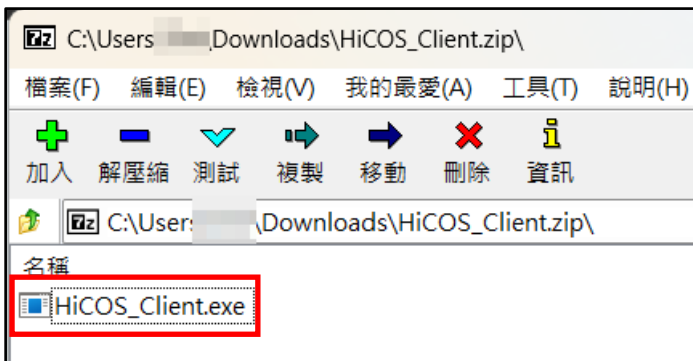 C:\Users Downloads\HiCOS_Client.zip\
檔案(F) 編輯(E) 檢視(V) 我的最愛(A) 工具(T) 說明(H)
加入 解壓縮 測試 複製 移動 刪除 資訊
C:\User \Downloads\HiCOS_Client.zip\
名稱
HiCOS_Client.exe